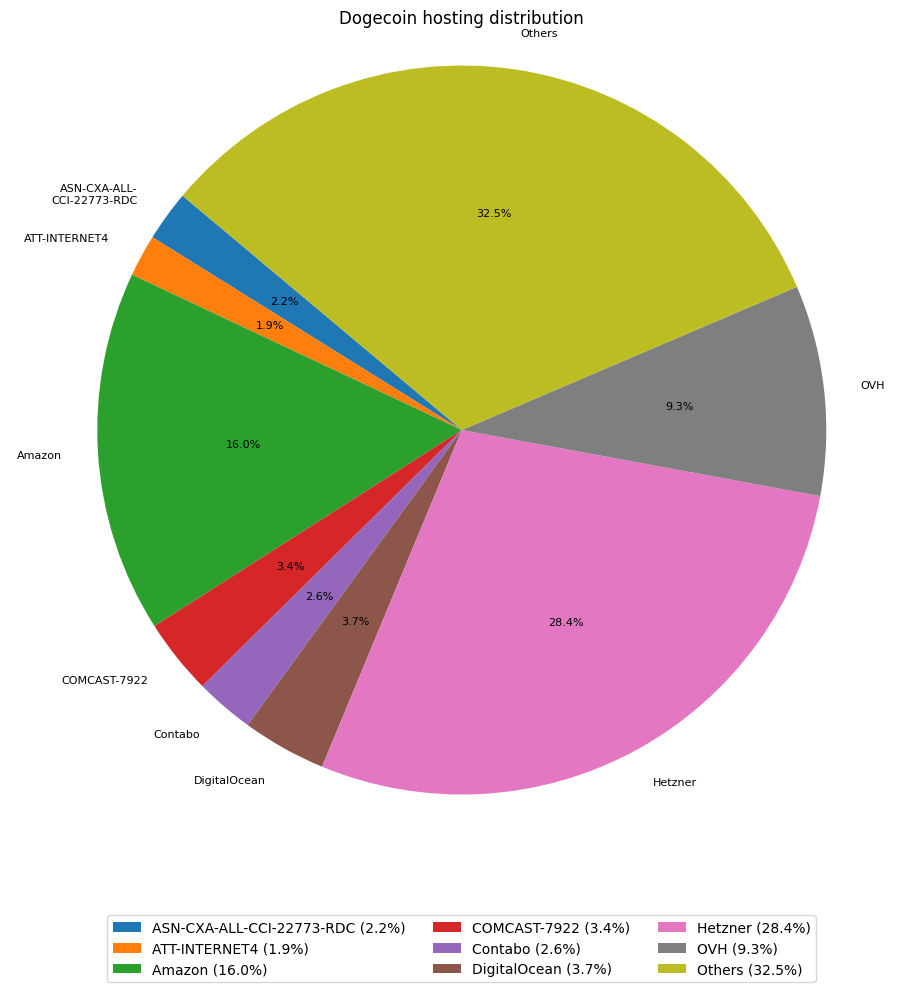 Dogecoin hosting distribution
Others
ASN-CXA-ALL-
CCI-22773-RDC
ATT-INTERNET4
Amazon
COMCAST-7922
Contabo
DigitalOcean
Hetzner
OVH
32.5%
2.2%
1.9%
16.0%
3.4%
2.6%
3.7%
28.4%
9.3%
ASN-CXA-ALL-CCI-22773-RDC (2.2%)
ATT-INTERNET4 (1.9%)
Amazon (16.0%)
COMCAST-7922 (3.4%)
Contabo (2.6%)
DigitalOcean (3.7%)
Hetzner (28.4%)
OVH (9.3%)
Others (32.5%)